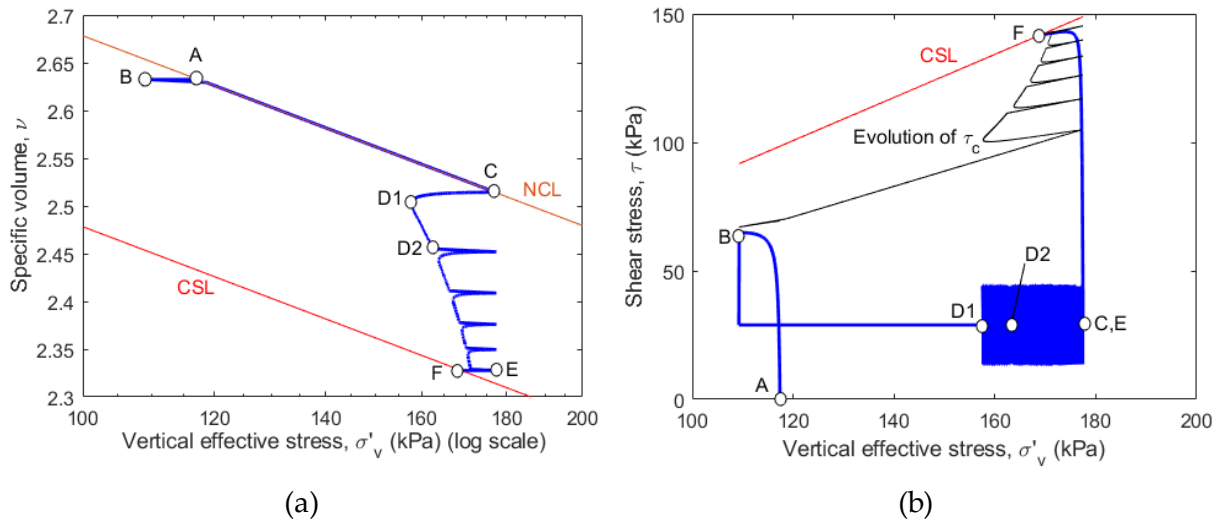 2.7
2.65
2.6
2.55
2.5
2.45
2.4
2.35
2.3
Specific volume, ν
A
B
C
NCL
D1
D2
CSL
F
E
100
120
140
160
180
200
Vertical effective stress, σ'v (kPa) (log scale)
(a)
150
100
50
0
Shear stress, τ (kPa)
F
CSL
Evolution of τc
B
D2
D1
C,E
A
100
120
140
160
180
200
Vertical effective stress, σ'v (kPa)
(b)